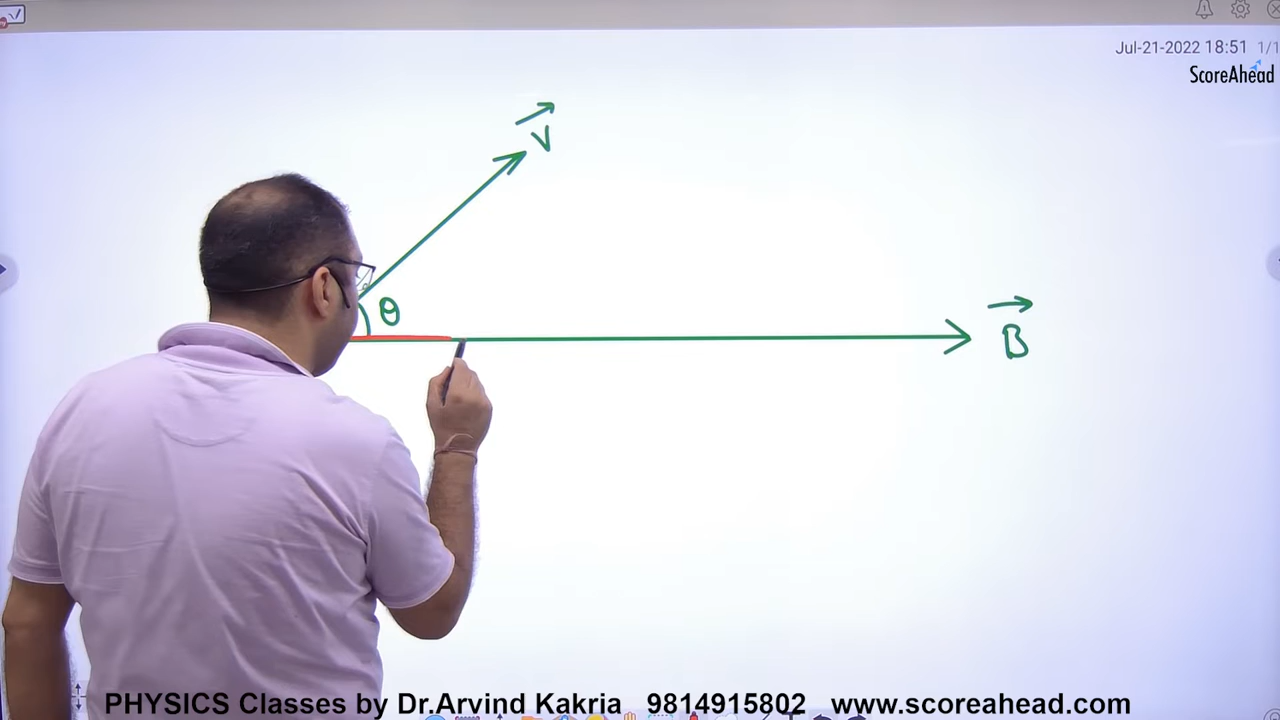 Jul-21-2022 18:51 1/1
ScoreAhead
V
θ
B
PHYSICS Classes by Dr.Arvind Kakria 9814915802 www.scoreahead.com